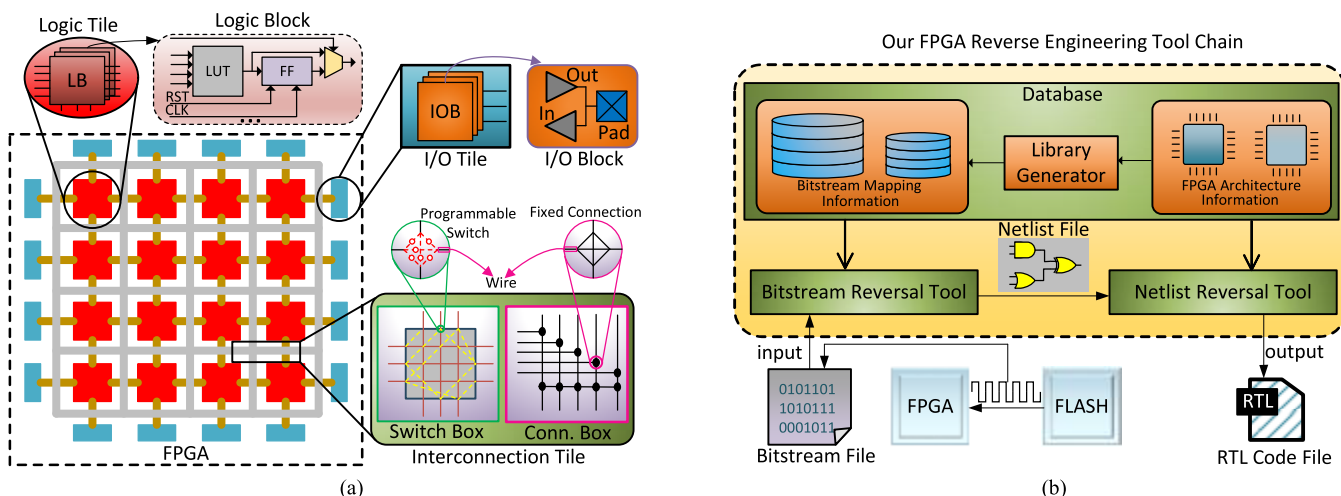 Logic Tile
LB
Logic Block
LUT
FF
RST
CLK
...
IOB
I/O Tile
Out
In
Pad
I/O Block
FPGA
Programmable
Switch
Fixed Connection
Wire
Switch Box
Conn. Box
Interconnection Tile
(a)
Our FPGA Reverse Engineering Tool Chain
Database
Bitstream Mapping
Information
Library
Generator
FPGA Architecture
Information
Netlist File
Bitstream Reversal Tool
Netlist Reversal Tool
input
output
0101101
1010111
0001011
Bitstream File
FPGA
FLASH
RTL
RTL Code File
(b)